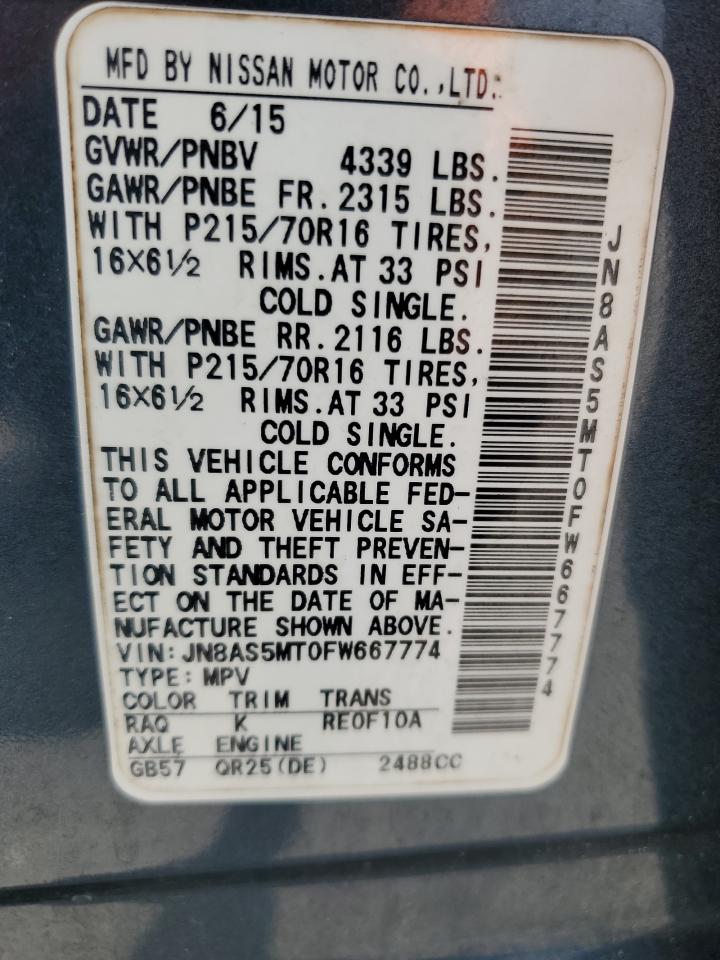 MFD BY NISSAN MOTOR CO.,LTD.
DATE 6/15
GVWR/PNBV 4339 LBS.
GAWR/PNBE FR. 2315 LBS.
WITH P215/70R16 TIRES,
16X6½ RIMS. AT 33 PSI
COLD SINGLE.
GAWR/PNBE RR. 2116 LBS.
WITH P215/70R16 TIRES,
16X6½ RIMS. AT 33 PSI
COLD SINGLE.
THIS VEHICLE CONFORMS
TO ALL APPLICABLE FED-
ERAL MOTOR VEHICLE SA-
FETY AND THEFT PREVEN-
TION STANDARDS IN EFF-
ECT ON THE DATE OF MA-
NUFACTURE SHOWN ABOVE.
VIN: JN8AS5MT0FW667774
TYPE: MPV
COLOR TRIM TRANS
RAQ K RE0F10A
AXLE ENGINE
GB57 QR25(DE) 2488CC
JN8AS5MT0FW667774